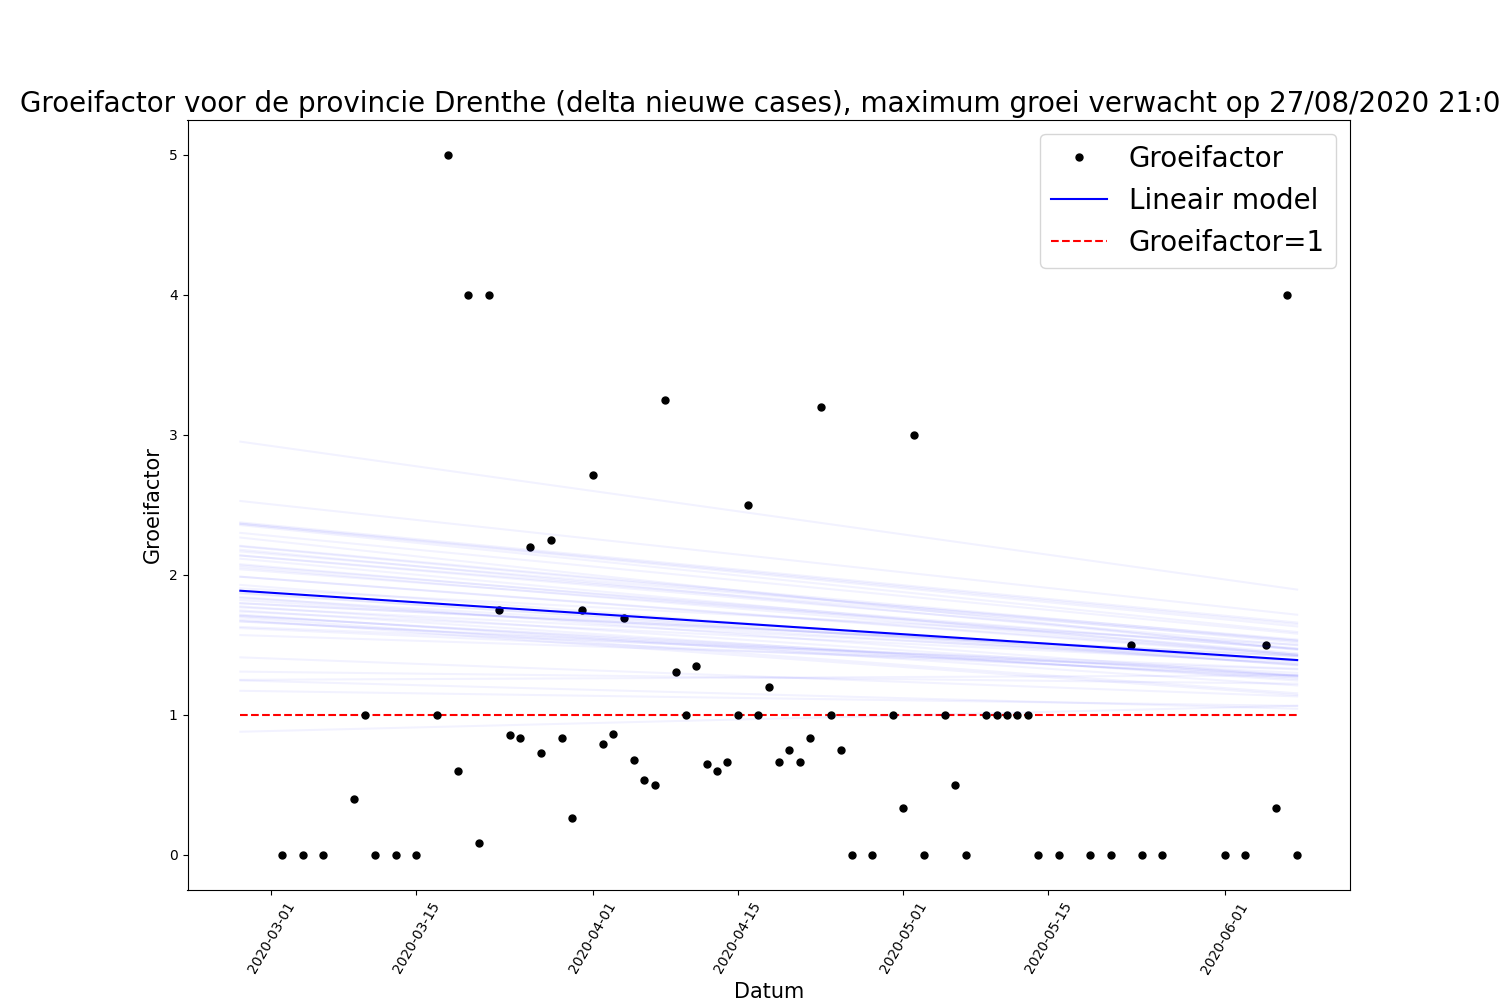 Groeifactor voor de provincie Drenthe (delta nieuwe cases), maximum groei verwacht op 27/08/2020 21:0
Groeifactor
Lineair model
Groeifactor=1
5
4
3
2
1
0
Groeifactor
2020-03-01
2020-03-15
2020-04-01
2020-04-15
2020-05-01
2020-05-15
2020-06-01
Datum